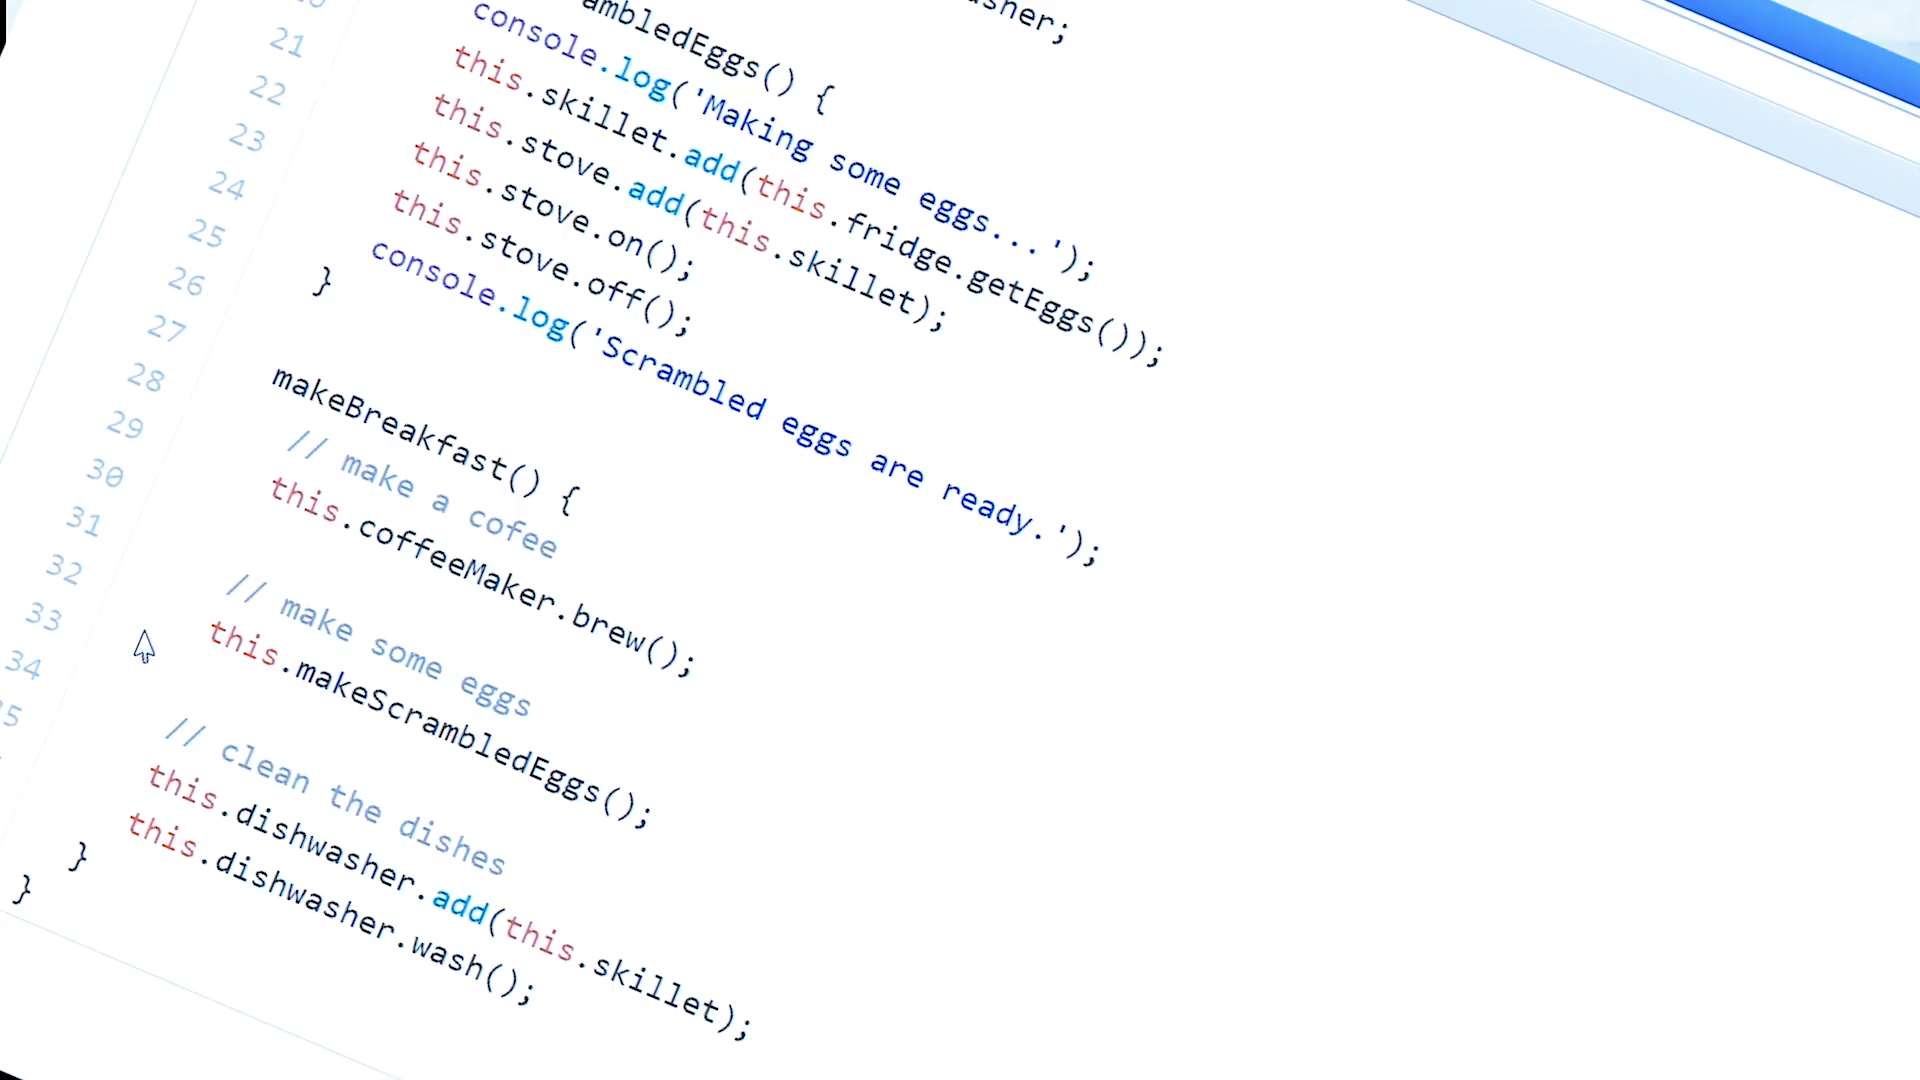 sher;
ambledEggs() {
console.log('Making some eggs...');
this.skillet.add(this.fridge.getEggs());
21 this.stove.add(this.skillet);
22 this.stove.on();
23 this.stove.off();
24 console.log('Scrambled eggs are ready.');
25 }
26
27 makeBreakfast() {
28 // make a cofee
29 this.coffeeMaker.brew();
30
31 // make some eggs
32 this.makeScrambledEggs();
33
34 // clean the dishes
5 this.dishwasher.add(this.skillet);
this.dishwasher.wash();
}
}